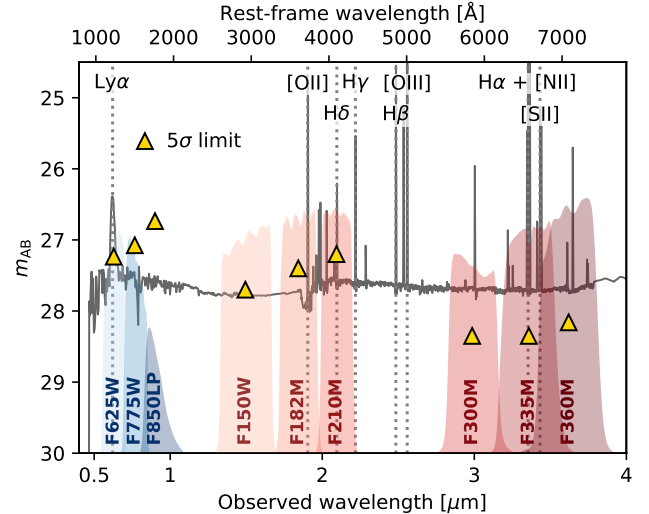 Rest-frame wavelength [Å]
1000 2000 3000 4000 5000 6000 7000
Lyα [OII] Hγ [OIII] Hα + [NII]
Hδ Hβ [SII]
5σ limit
25
26
27
28
29
30
m_AB
F625W
F775W
F850LP
F150W
F182M
F210M
F300M
F335M
F360M
0.5 1 2 3 4
Observed wavelength [μm]